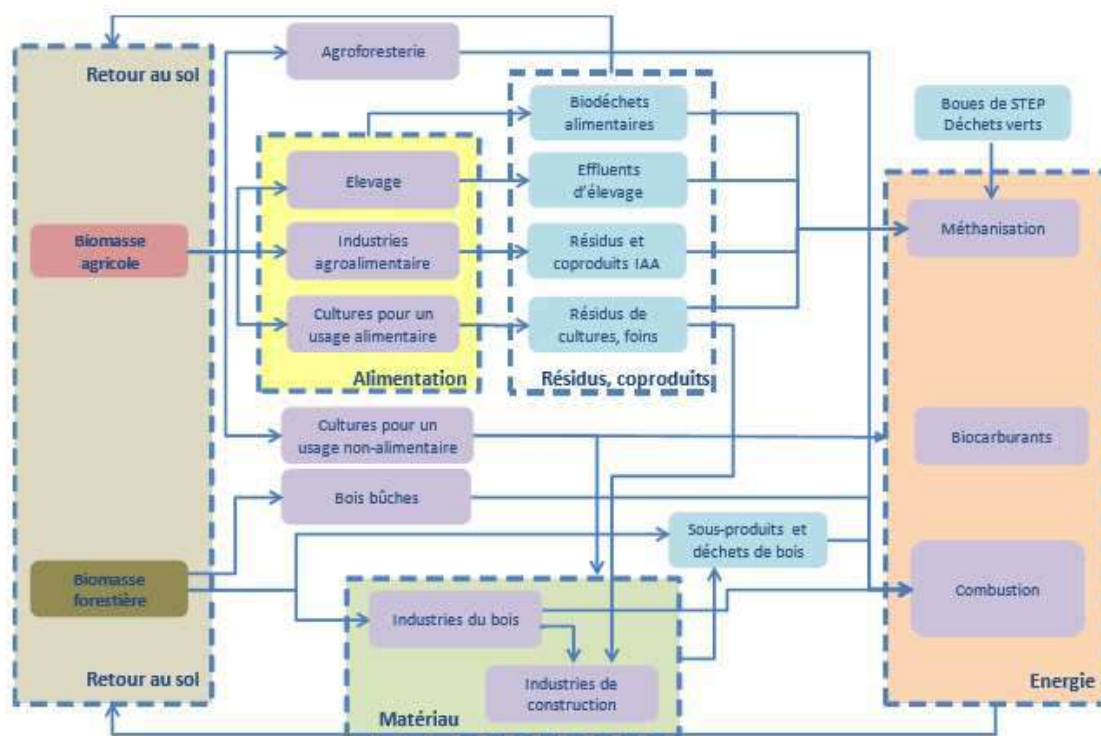 Retour au sol
Agroforesterie
Biodéchets
alimentaires
Boues de STEP
Déchets verts
Elevage
Effluents
d'élevage
Méthanisation
Biomasse
agricole
Industries
agroalimentaire
Résidus et
coproduits IAA
Cultures pour un
usage alimentaire
Résidus de
cultures, foins
Alimentation
Résidus, coproduits
Cultures pour un
usage non-alimentaire
Biocarburants
Bois bûches
Sous-produits et
déchets de bois
Biomasse
forestière
Combustion
Industries du bois
Retour au sol
Industries de
construction
Energie
Matériau